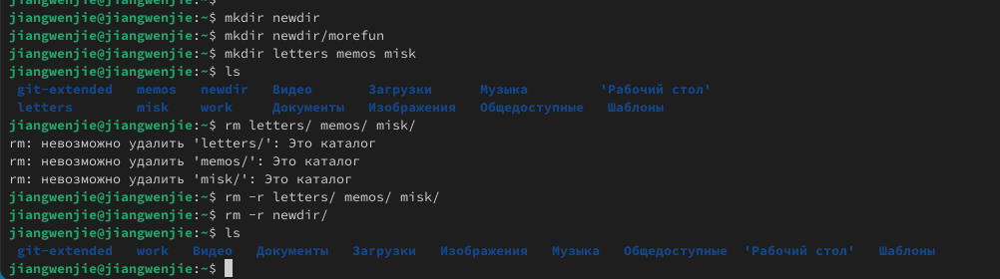 jiangwenjie@jiangwenjie:~$ mkdir newdir
jiangwenjie@jiangwenjie:~$ mkdir newdir/morefun
jiangwenjie@jiangwenjie:~$ mkdir letters memos misk
jiangwenjie@jiangwenjie:~$ ls
git-extended memos newdir Видео Загрузки Музыка 'Рабочий стол'
letters misk work Документы Изображения Общедоступные Шаблоны
jiangwenjie@jiangwenjie:~$ rm letters/ memos/ misk/
rm: невозможно удалить 'letters/': Это каталог
rm: невозможно удалить 'memos/': Это каталог
rm: невозможно удалить 'misk/': Это каталог
jiangwenjie@jiangwenjie:~$ rm -r letters/ memos/ misk/
jiangwenjie@jiangwenjie:~$ rm -r newdir/
jiangwenjie@jiangwenjie:~$ ls
git-extended work Видео Документы Загрузки Изображения Музыка Общедоступные 'Рабочий стол' Шаблоны
jiangwenjie@jiangwenjie:~$